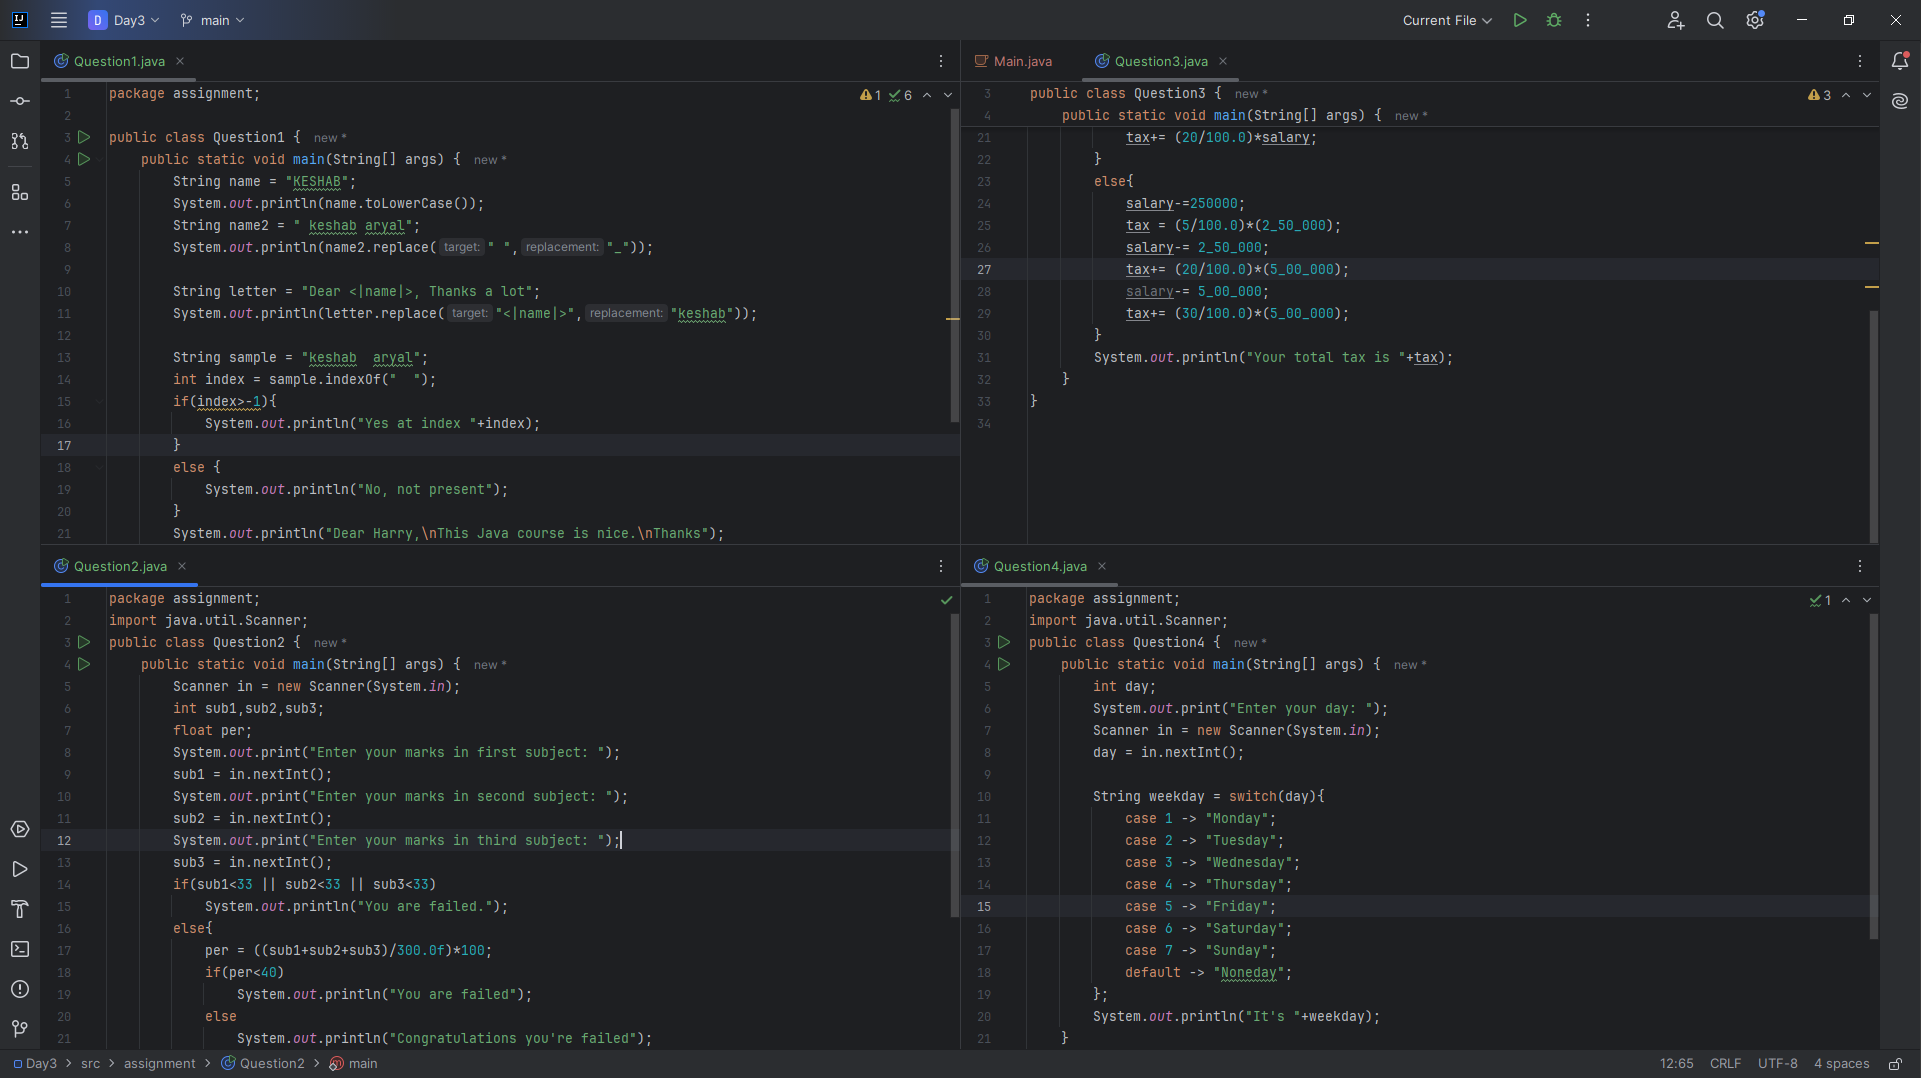 D Day3 main Current File
Question1.java
1 package assignment; 1 6
2
3 public class Question1 { new *
4 public static void main(String[] args) { new *
5 String name = "KESHAB";
6 System.out.println(name.toLowerCase());
7 String name2 = " keshab aryal";
8 System.out.println(name2.replace( target: " ", replacement: "_"));
9
10 String letter = "Dear <|name|>, Thanks a lot";
11 System.out.println(letter.replace( target: "<|name|>", replacement: "keshab"));
12
13 String sample = "keshab  aryal";
14 int index = sample.indexOf("  ");
15 if(index>-1){
16 System.out.println("Yes at index "+index);
17 }
18 else {
19 System.out.println("No, not present");
20 }
21 System.out.println("Dear Harry,\nThis Java course is nice.\nThanks");
Main.java Question3.java
3 public class Question3 { new * 3
4 public static void main(String[] args) { new *
21 tax+= (20/100.0)*salary;
22 }
23 else{
24 salary-=250000;
25 tax = (5/100.0)*(2_50_000);
26 salary-= 2_50_000;
27 tax+= (20/100.0)*(5_00_000);
28 salary-= 5_00_000;
29 tax+= (30/100.0)*(5_00_000);
30 }
31 System.out.println("Your total tax is "+tax);
32 }
33 }
34
Question2.java
1 package assignment;
2 import java.util.Scanner;
3 public class Question2 { new *
4 public static void main(String[] args) { new *
5 Scanner in = new Scanner(System.in);
6 int sub1,sub2,sub3;
7 float per;
8 System.out.print("Enter your marks in first subject: ");
9 sub1 = in.nextInt();
10 System.out.print("Enter your marks in second subject: ");
11 sub2 = in.nextInt();
12 System.out.print("Enter your marks in third subject: ");
13 sub3 = in.nextInt();
14 if(sub1<33 || sub2<33 || sub3<33)
15 System.out.println("You are failed.");
16 else{
17 per = ((sub1+sub2+sub3)/300.0f)*100;
18 if(per<40)
19 System.out.println("You are failed");
20 else
21 System.out.println("Congratulations you're failed");
Question4.java
1 package assignment; 1
2 import java.util.Scanner;
3 public class Question4 { new *
4 public static void main(String[] args) { new *
5 int day;
6 System.out.print("Enter your day: ");
7 Scanner in = new Scanner(System.in);
8 day = in.nextInt();
9
10 String weekday = switch(day){
11 case 1 -> "Monday";
12 case 2 -> "Tuesday";
13 case 3 -> "Wednesday";
14 case 4 -> "Thursday";
15 case 5 -> "Friday";
16 case 6 -> "Saturday";
17 case 7 -> "Sunday";
18 default -> "Noneday";
19 };
20 System.out.println("It's "+weekday);
21 }
Day3 > src > assignment > Question2 > main 12:65 CRLF UTF-8 4 spaces